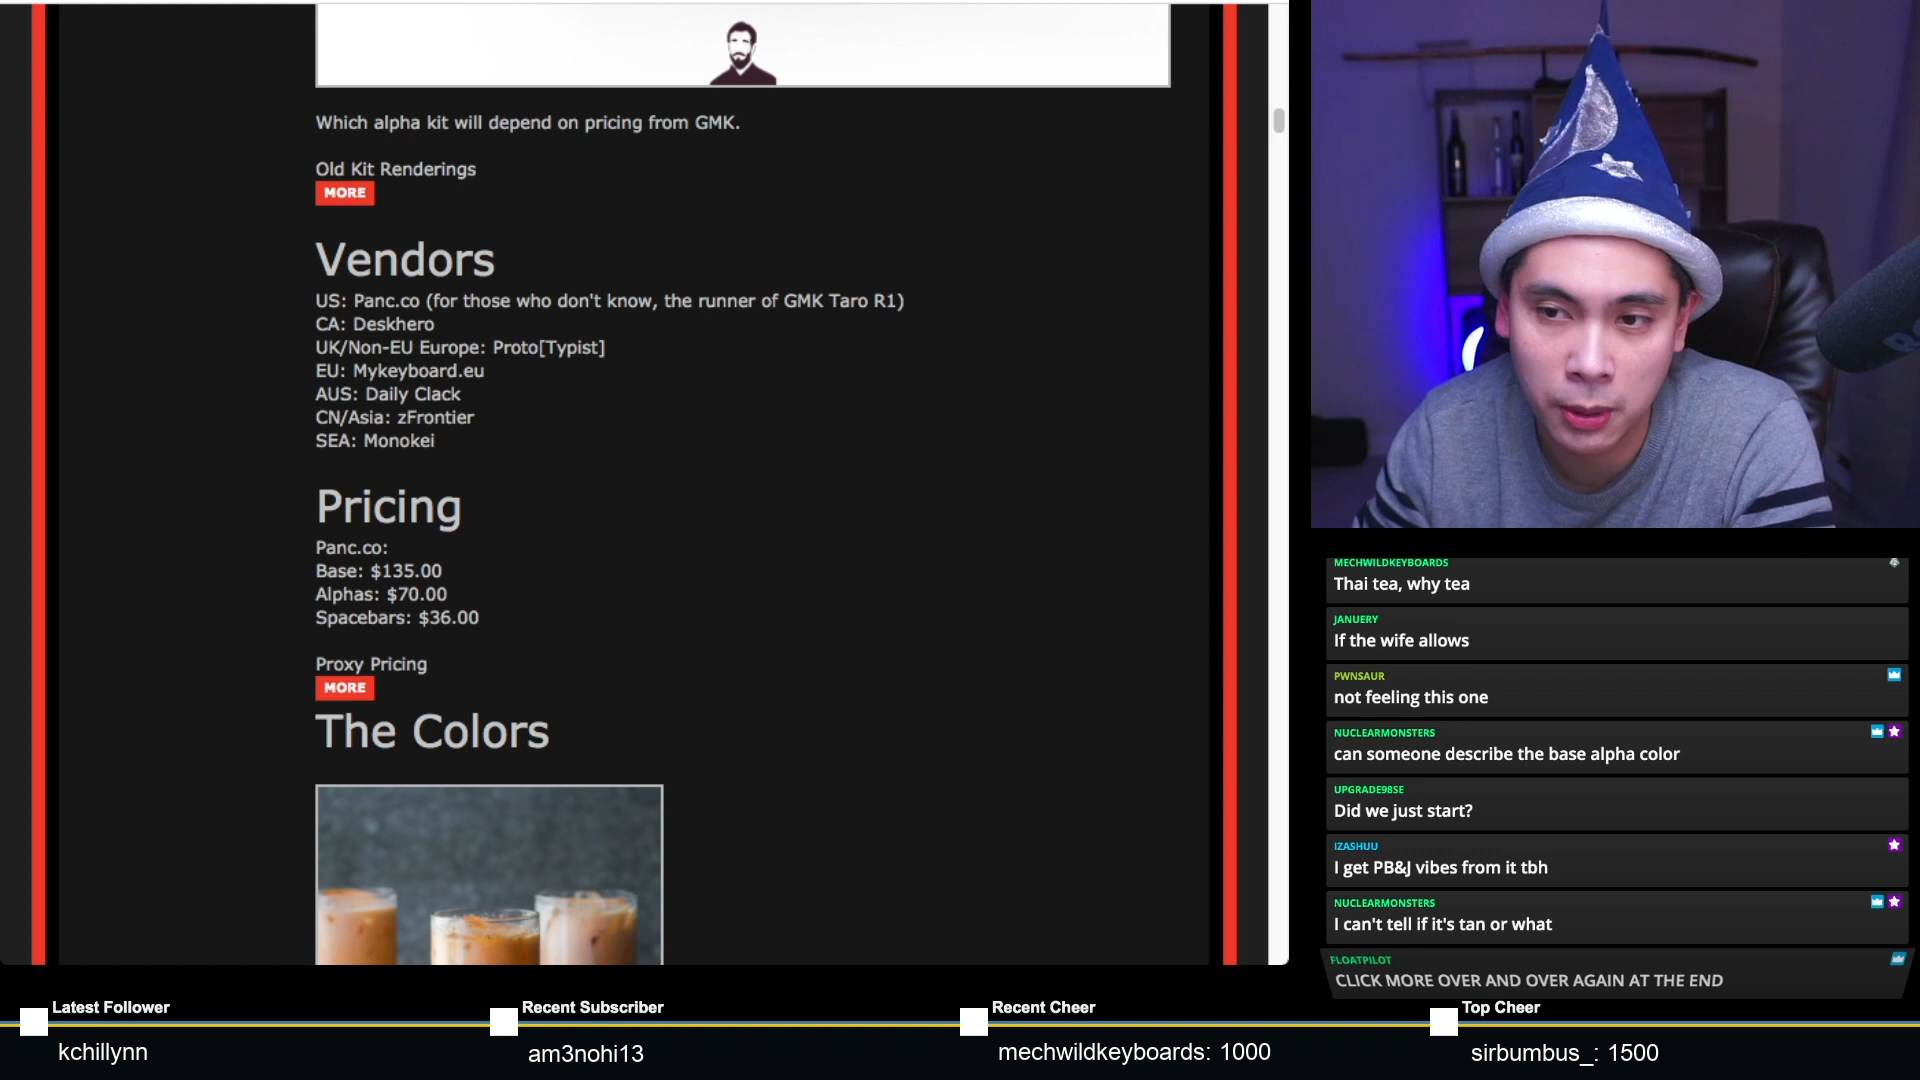 Which alpha kit will depend on pricing from GMK.
Old Kit Renderings
MORE
Vendors
US: Panc.co (for those who don't know, the runner of GMK Taro R1)
CA: Deskhero
UK/Non-EU Europe: Proto[Typist]
EU: Mykeyboard.eu
AUS: Daily Clack
CN/Asia: zFrontier
SEA: Monokei
Pricing
Panc.co:
Base: $135.00
Alphas: $70.00
Spacebars: $36.00
Proxy Pricing
MORE
The Colors
MECHWILDKEYBOARDS
Thai tea, why tea
JANUERY
If the wife allows
PWNSAUR
not feeling this one
NUCLEARMONSTERS
can someone describe the base alpha color
UPGRADE98SE
Did we just start?
IZASHUU
I get PB&J vibes from it tbh
NUCLEARMONSTERS
I can't tell if it's tan or what
FLOATPILOT
CLICK MORE OVER AND OVER AGAIN AT THE END
Latest Follower
kchillynn
Recent Subscriber
am3nohi13
Recent Cheer
mechwildkeyboards: 1000
Top Cheer
sirbumbus_: 1500